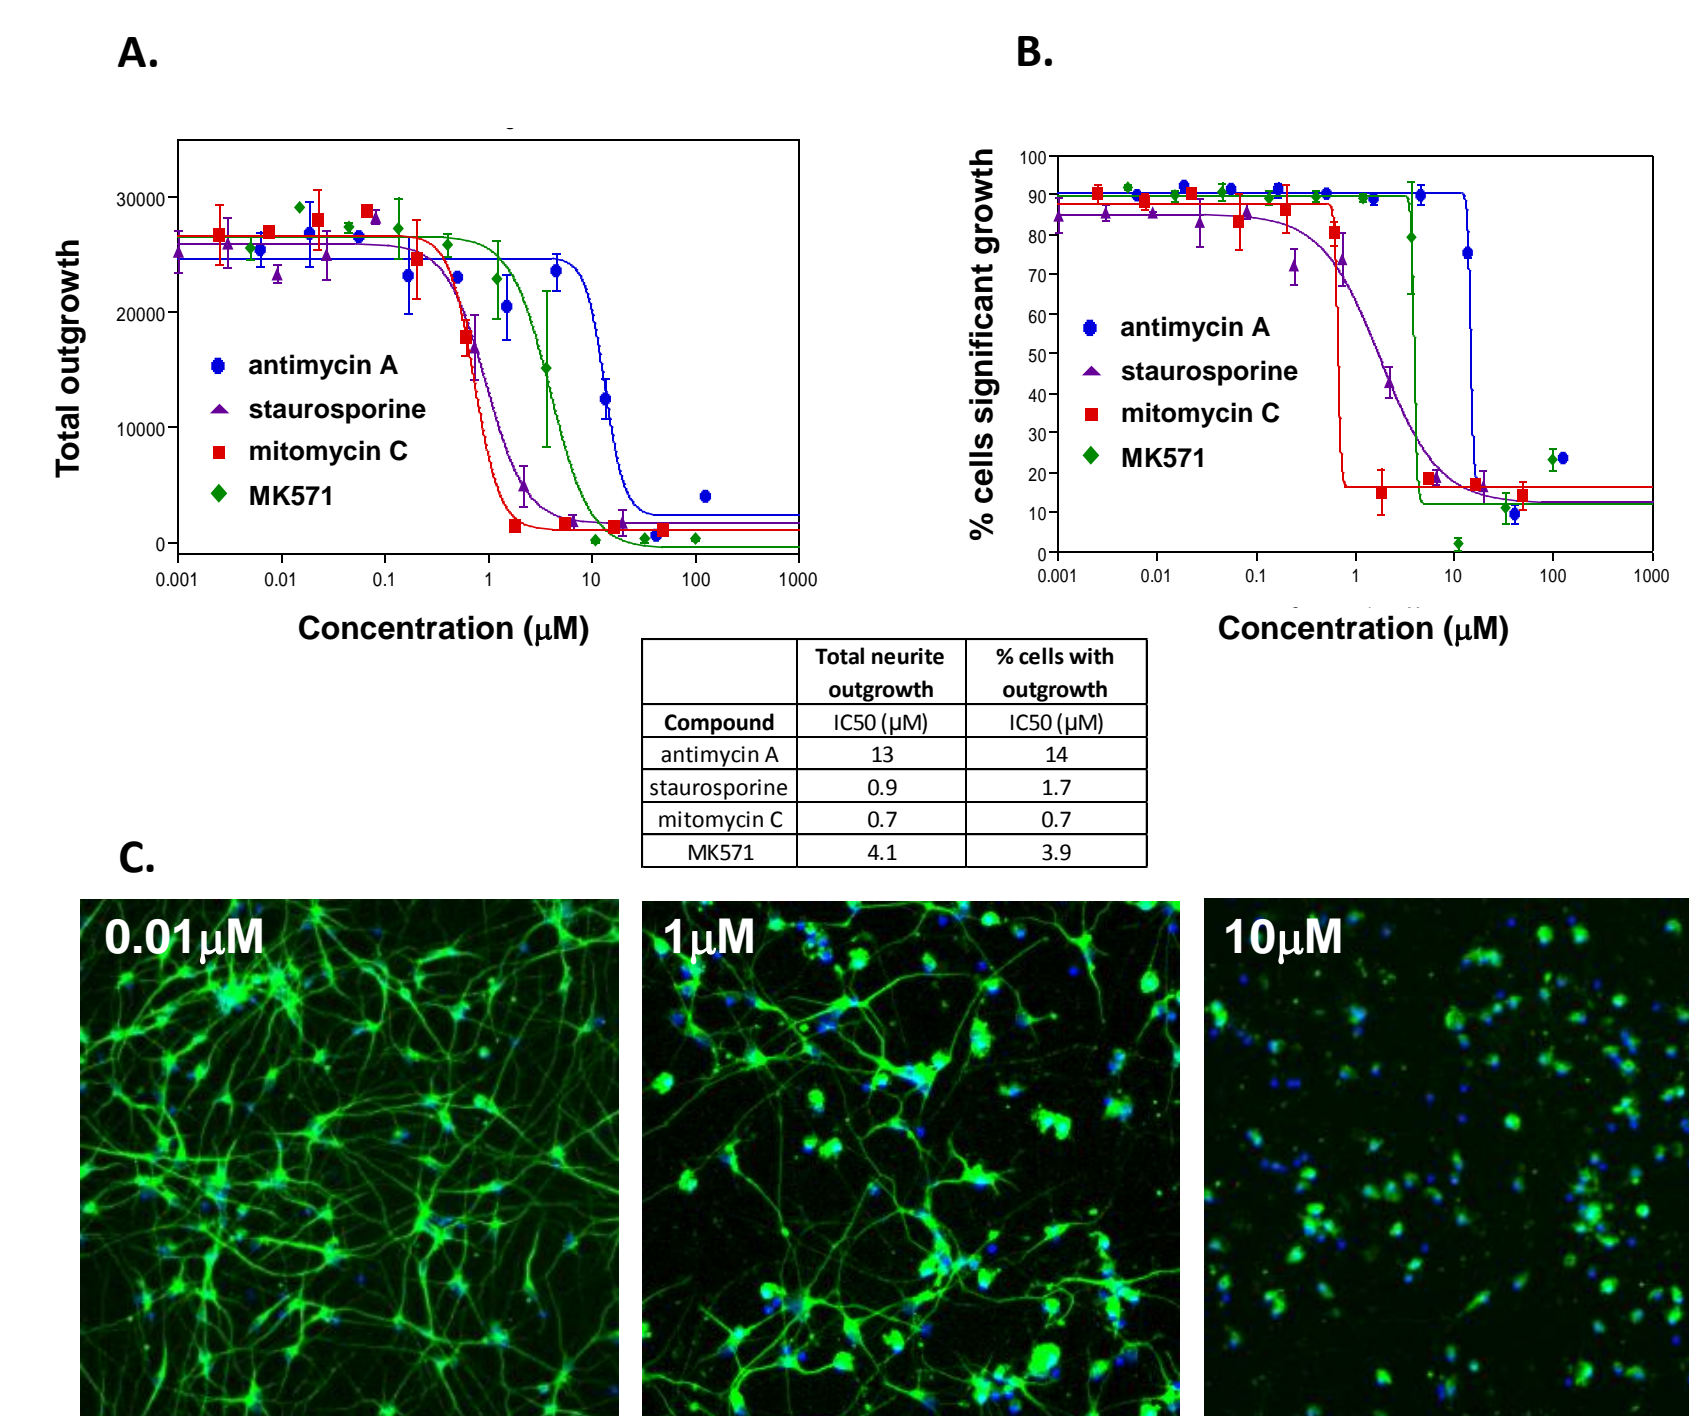 A.
B.
Total outgrowth
30000
20000
10000
0
antimycin A
staurosporine
mitomycin C
MK571
0.001 0.01 0.1 1 10 100 1000
Concentration (µM)
% cells significant growth
100
90
80
70
60
50
40
30
20
10
0
antimycin A
staurosporine
mitomycin C
MK571
0.001 0.01 0.1 1 10 100 1000
Concentration (µM)
Total neurite % cells with
outgrowth outgrowth
Compound IC50 (µM) IC50 (µM)
antimycin A 13 14
staurosporine 0.9 1.7
mitomycin C 0.7 0.7
MK571 4.1 3.9
C.
0.01µM
1µM
10µM